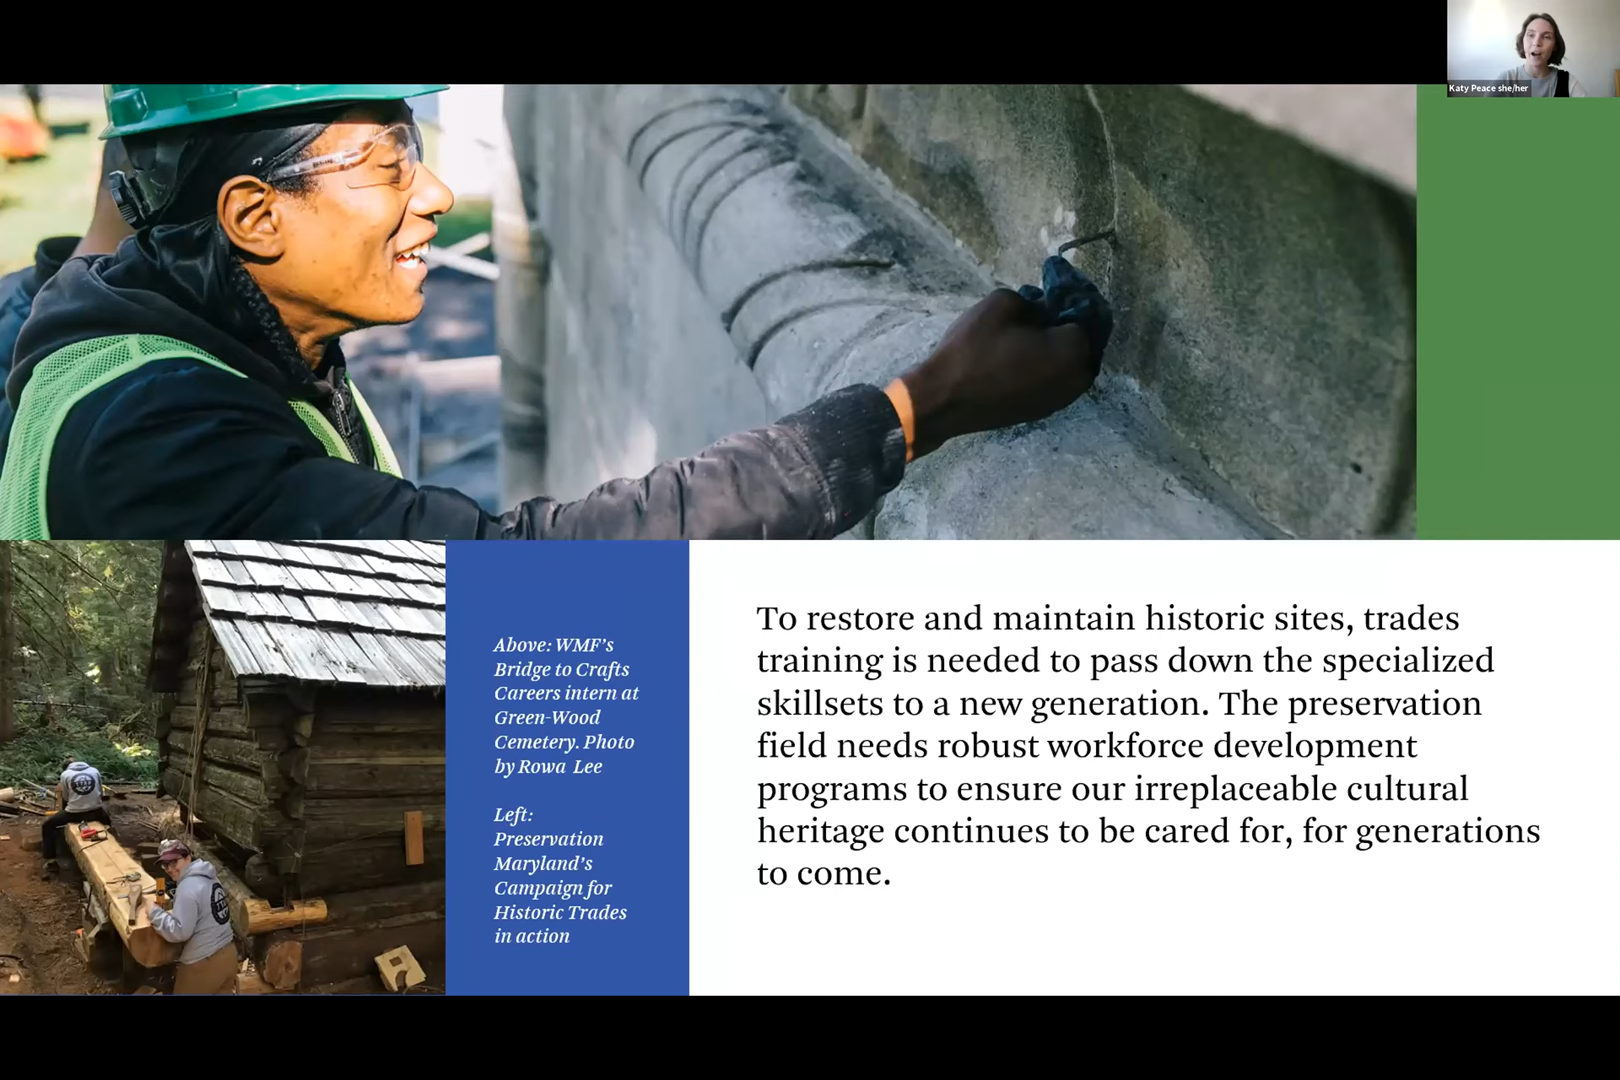 Katy Peace she/her
Above: WMF's
Bridge to Crafts
Careers intern at
Green-Wood
Cemetery. Photo
by Rowa Lee
Left:
Preservation
Maryland's
Campaign for
Historic Trades
in action
To restore and maintain historic sites, trades
training is needed to pass down the specialized
skillsets to a new generation. The preservation
field needs robust workforce development
programs to ensure our irreplaceable cultural
heritage continues to be cared for, for generations
to come.